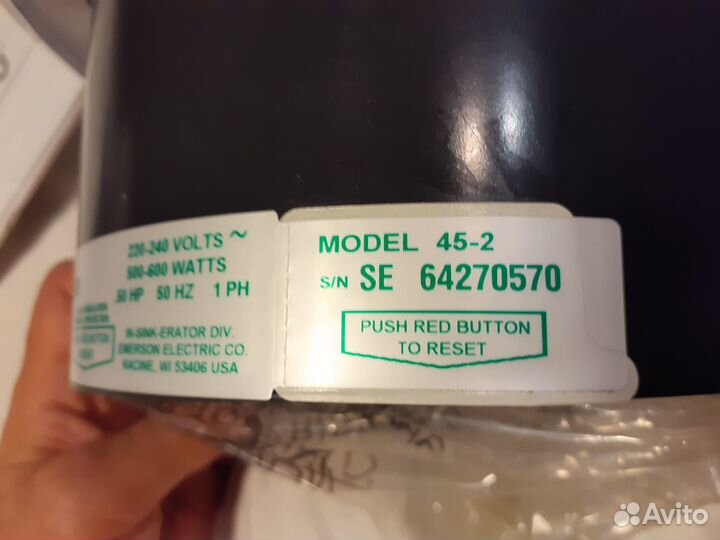 220-240 VOLTS ~
500-600 WATTS
.50 HP 50 HZ 1 PH
IN-SINK-ERATOR DIV.
EMERSON ELECTRIC CO.
RACINE, WI 53406 USA
RESET
MODEL 45-2
S/N SE 64270570
PUSH RED BUTTON
TO RESET
Avito